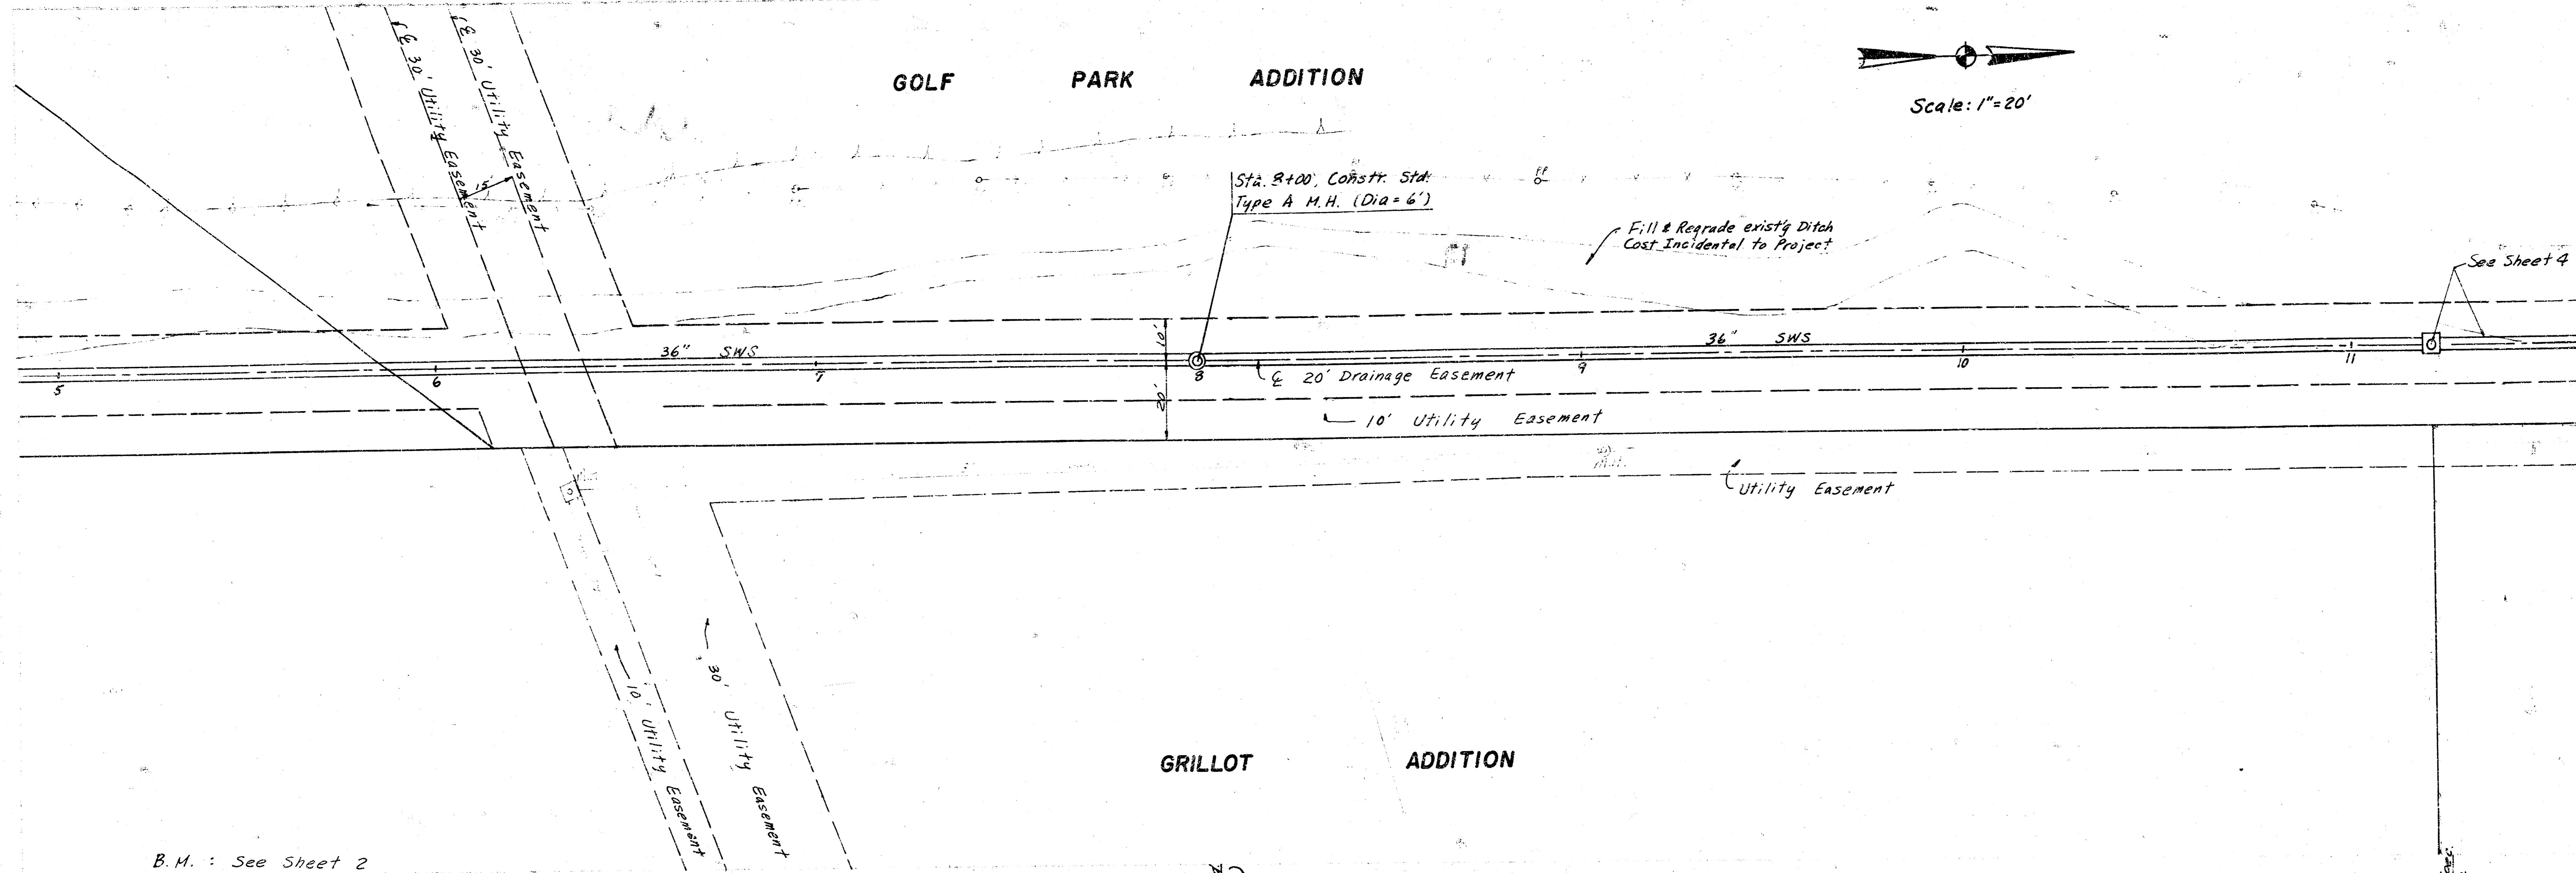 GOLF PARK ADDITION
Scale: 1"=20'
℄ 30' Utility Easement
℄ 30' Utility Easement
15'
Sta. 8+00, Constr. Std.
Type A M.H. (Dia = 6')
Fill & Regrade exist'g Ditch
Cost Incidental to Project
See Sheet 4
36" SWS
36" SWS
10'
20'
5
6
7
8
9
10
11
℄ 20' Drainage Easement
10' Utility Easement
Utility Easement
30' Utility Easement
10' Utility Easement
GRILLOT ADDITION
B.M. : See Sheet 2